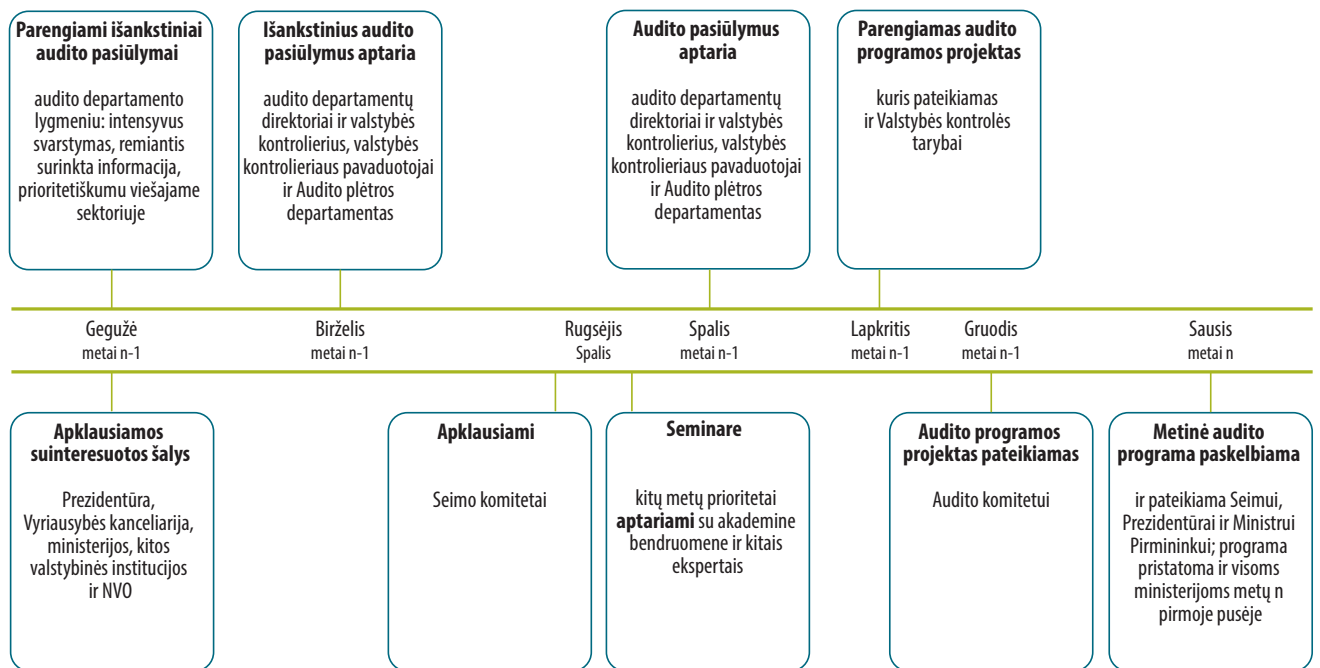 Parengiami išankstiniai
audito pasiūlymai
audito departamento
lygmeniu: intensyvus
svarstymas, remiantis
surinkta informacija,
prioritetiškumu viešajame
sektoriuje
Išankstinius audito
pasiūlymus aptaria
audito departamentų
direktoriai ir valstybės
kontrolierius, valstybės
kontrolieriaus pavaduotojai
ir Audito plėtros
departamentas
Audito pasiūlymus
aptaria
audito departamentų
direktoriai ir valstybės
kontrolierius, valstybės
kontrolieriaus pavaduotojai
ir Audito plėtros
departamentas
Parengiamas audito
programos projektas
kuris pateikiamas
ir Valstybės kontrolės
tarybai
Gegužė
metai n-1
Birželis
metai n-1
Rugsėjis
Spalis
Spalis
metai n-1
Lapkritis
metai n-1
Gruodis
metai n-1
Sausis
metai n
Apklausiamos
suinteresuotos šalys
Prezidentūra,
Vyriausybės kanceliarija,
ministerijos, kitos
valstybinės institucijos
ir NVO
Apklausiami
Seimo komitetai
Seminare
kitų metų prioritetai
aptariami su akademine
bendruomene ir kitais
ekspertais
Audito programos
projektas pateikiamas
Audito komitetui
Metinė audito
programa paskelbiama
ir pateikiama Seimui,
Prezidentūrai ir Ministrui
Pirmininkui; programa
pristatoma ir visoms
ministerijoms metų n
pirmoje pusėje